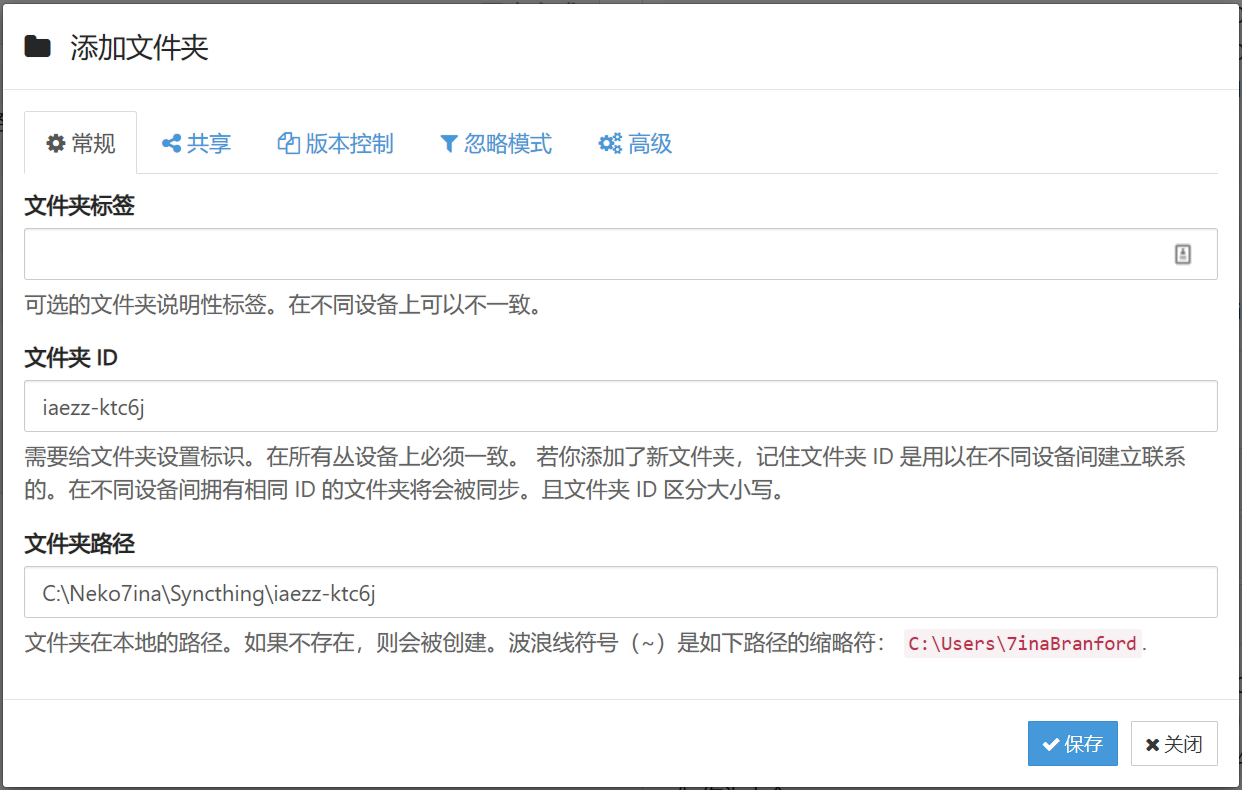 添加文件夹
常规
共享
版本控制
忽略模式
高级
文件夹标签
可选的文件夹说明性标签。在不同设备上可以不一致。
文件夹 ID
iaezz-ktc6j
需要给文件夹设置标识。在所有丛设备上必须一致。 若你添加了新文件夹，记住文件夹 ID 是用以在不同设备间建立联系
的。在不同设备间拥有相同 ID 的文件夹将会被同步。且文件夹 ID 区分大小写。
文件夹路径
C:\Neko7ina\Syncthing\iaezz-ktc6j
文件夹在本地的路径。如果不存在，则会被创建。波浪线符号（~）是如下路径的缩略符： C:\Users\7inaBranford.
保存
关闭